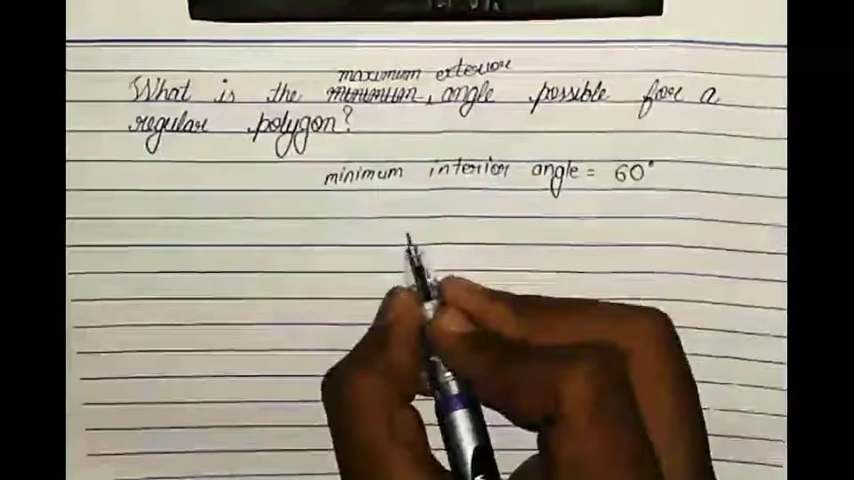 maximum exterior
What is the minimum, angle possible for a
regular polygon?
minimum interior angle = 60°